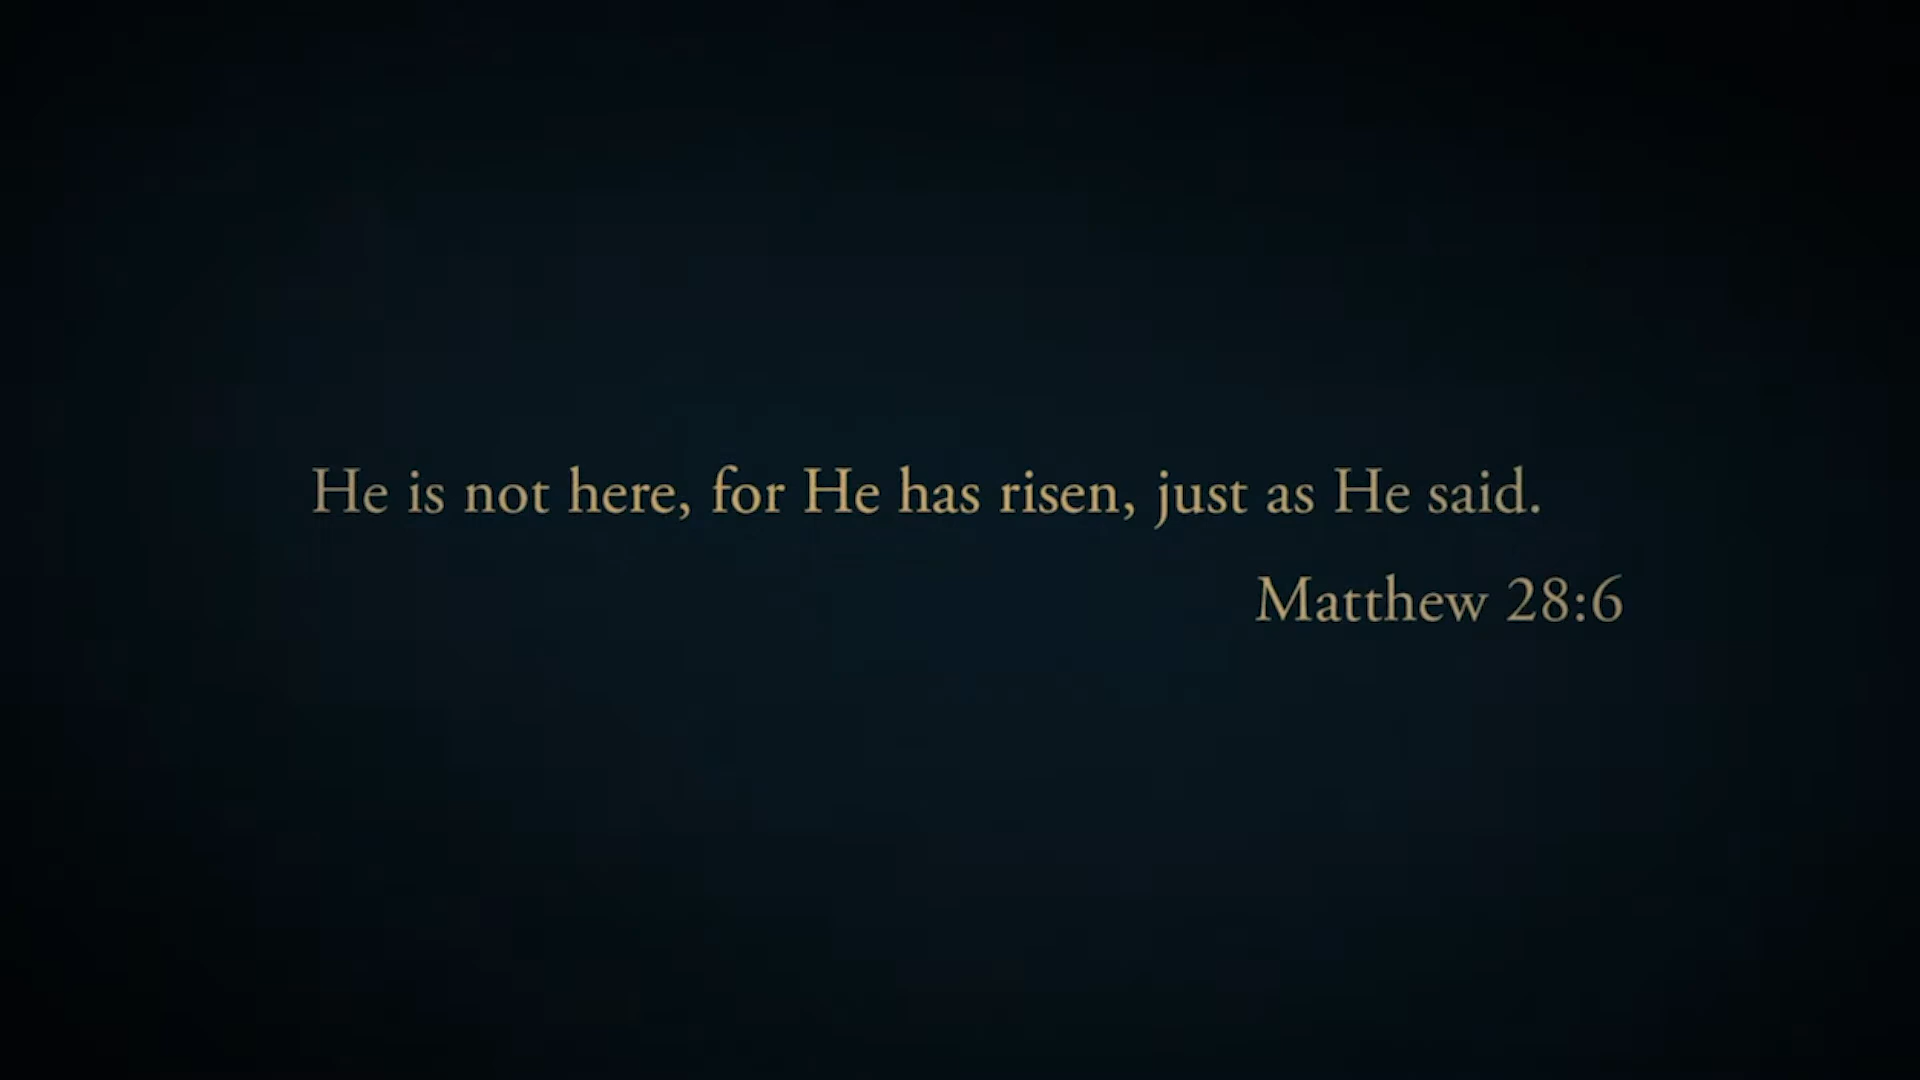 He is not here, for He has risen, just as He said.
Matthew 28:6